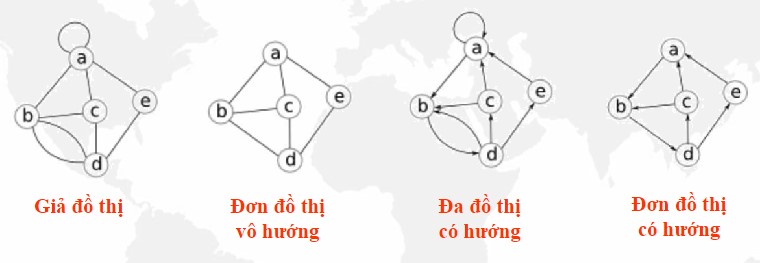 a
b
c
d
e
Giả đồ thị
a
b
c
d
e
Đơn đồ thị
vô hướng
a
b
c
d
e
Đa đồ thị
có hướng
a
b
c
d
e
Đơn đồ thị
có hướng